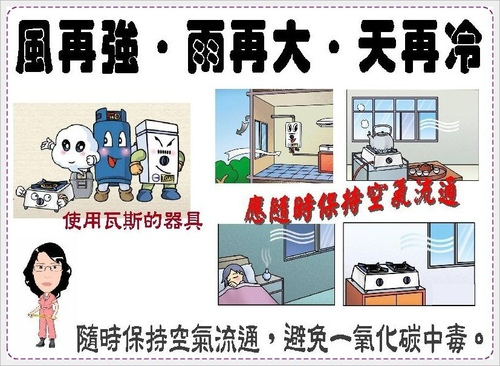 風再強・雨再大・天再冷
使用瓦斯的器具
應隨時保持空氣流通
隨時保持空氣流通，避免一氧化碳中毒。